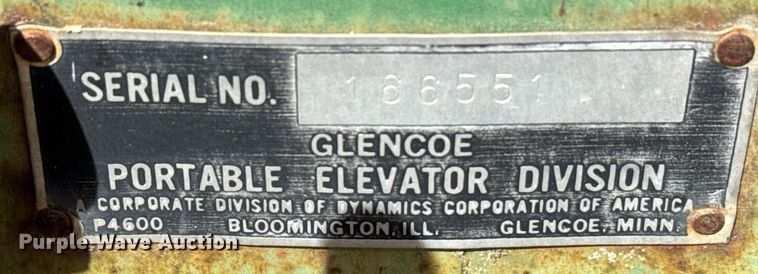 SERIAL NO. 166551
GLENCOE
PORTABLE ELEVATOR DIVISION
A CORPORATE DIVISION OF DYNAMICS CORPORATION OF AMERICA
P4600 BLOOMINGTON, ILL. GLENCOE, MINN.
Purple Wave Auction